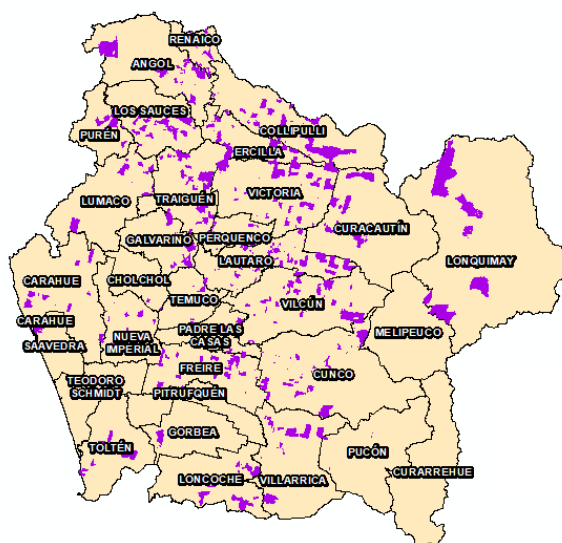 RENAICO
ANGOL
LOS SAUCES
PURÉN
COLLIPULLI
ERCILLA
LUMACO
TRAIGUÉN
VICTORIA
CURACAUTÍN
GALVARINO
PERQUENCO
LAUTARO
LONQUIMAY
CARAHUE
CHOLCHOL
TEMUCO
VILCÚN
CARAHUE
SAAVEDRA
NUEVA
IMPERIAL
PADRE LAS
CASAS
MELIPEUCO
FREIRE
CUNCO
TEODORO
SCHMIDT
PITRUFQUÉN
GORBEA
TOLTÉN
LONCOCHE
VILLARRICA
PUCÓN
CURARREHUE